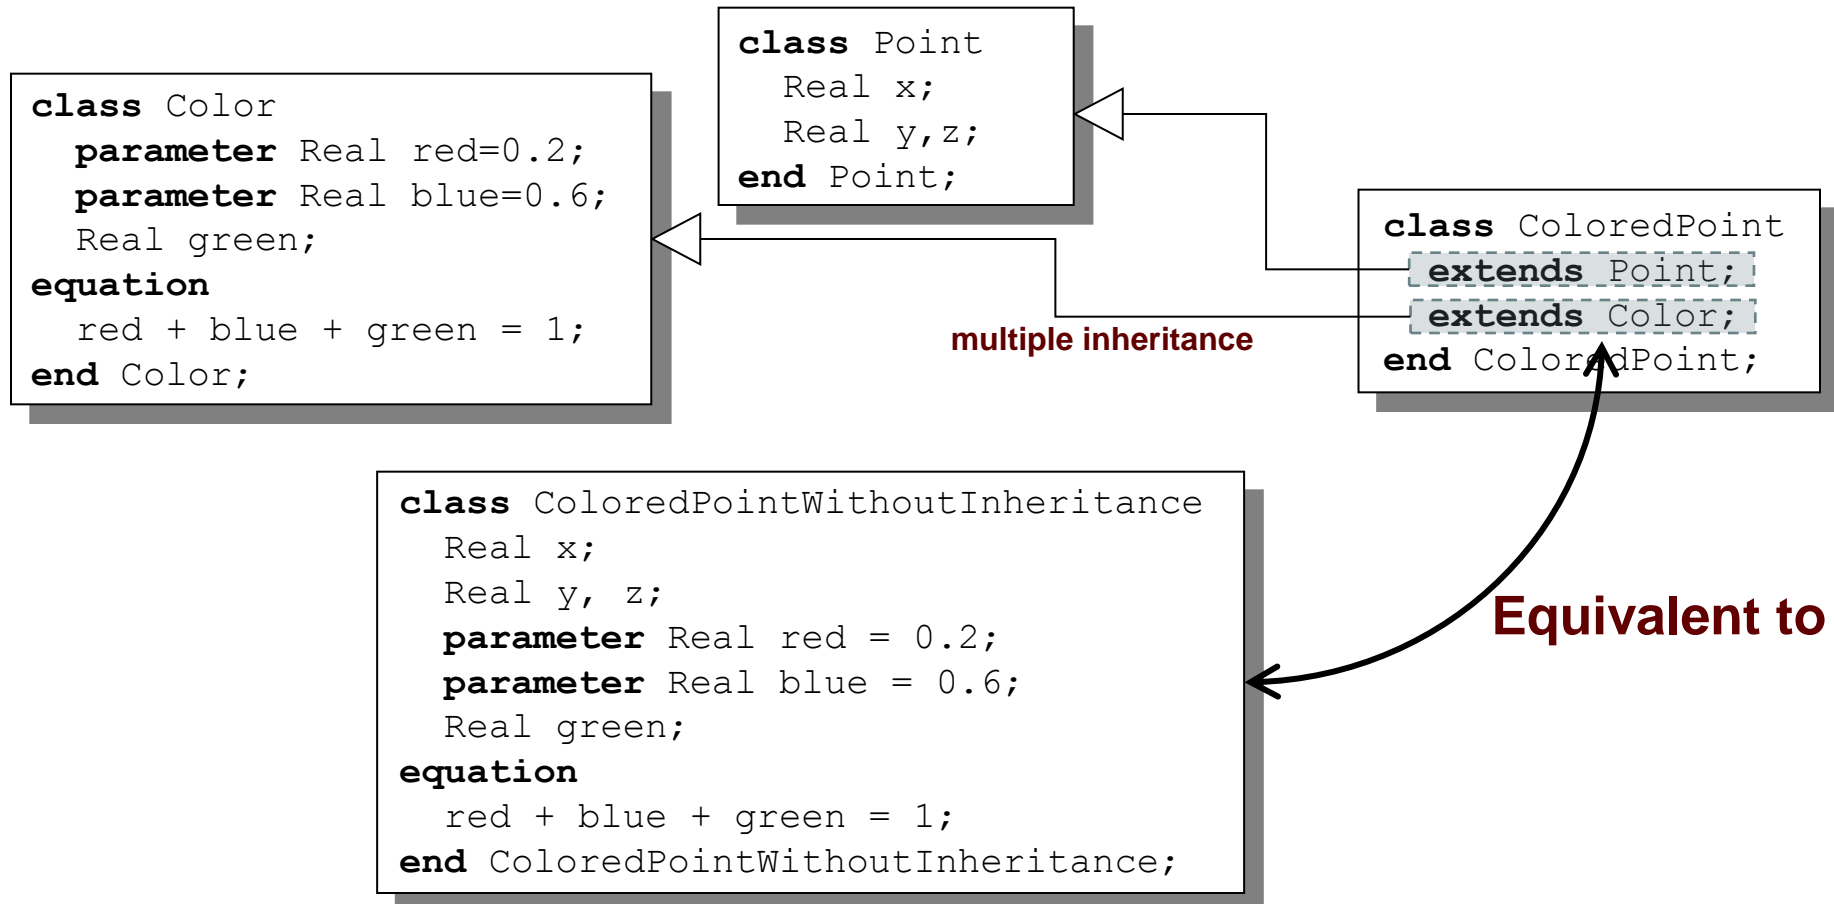 class Point
Real x;
Real y,z;
end Point;
class Color
parameter Real red=0.2;
parameter Real blue=0.6;
Real green;
equation
red + blue + green = 1;
end Color;
class ColoredPoint
extends Point;
extends Color;
end ColoredPoint;
multiple inheritance
class ColoredPointWithoutInheritance
Real x;
Real y, z;
parameter Real red = 0.2;
parameter Real blue = 0.6;
Real green;
equation
red + blue + green = 1;
end ColoredPointWithoutInheritance;
Equivalent to